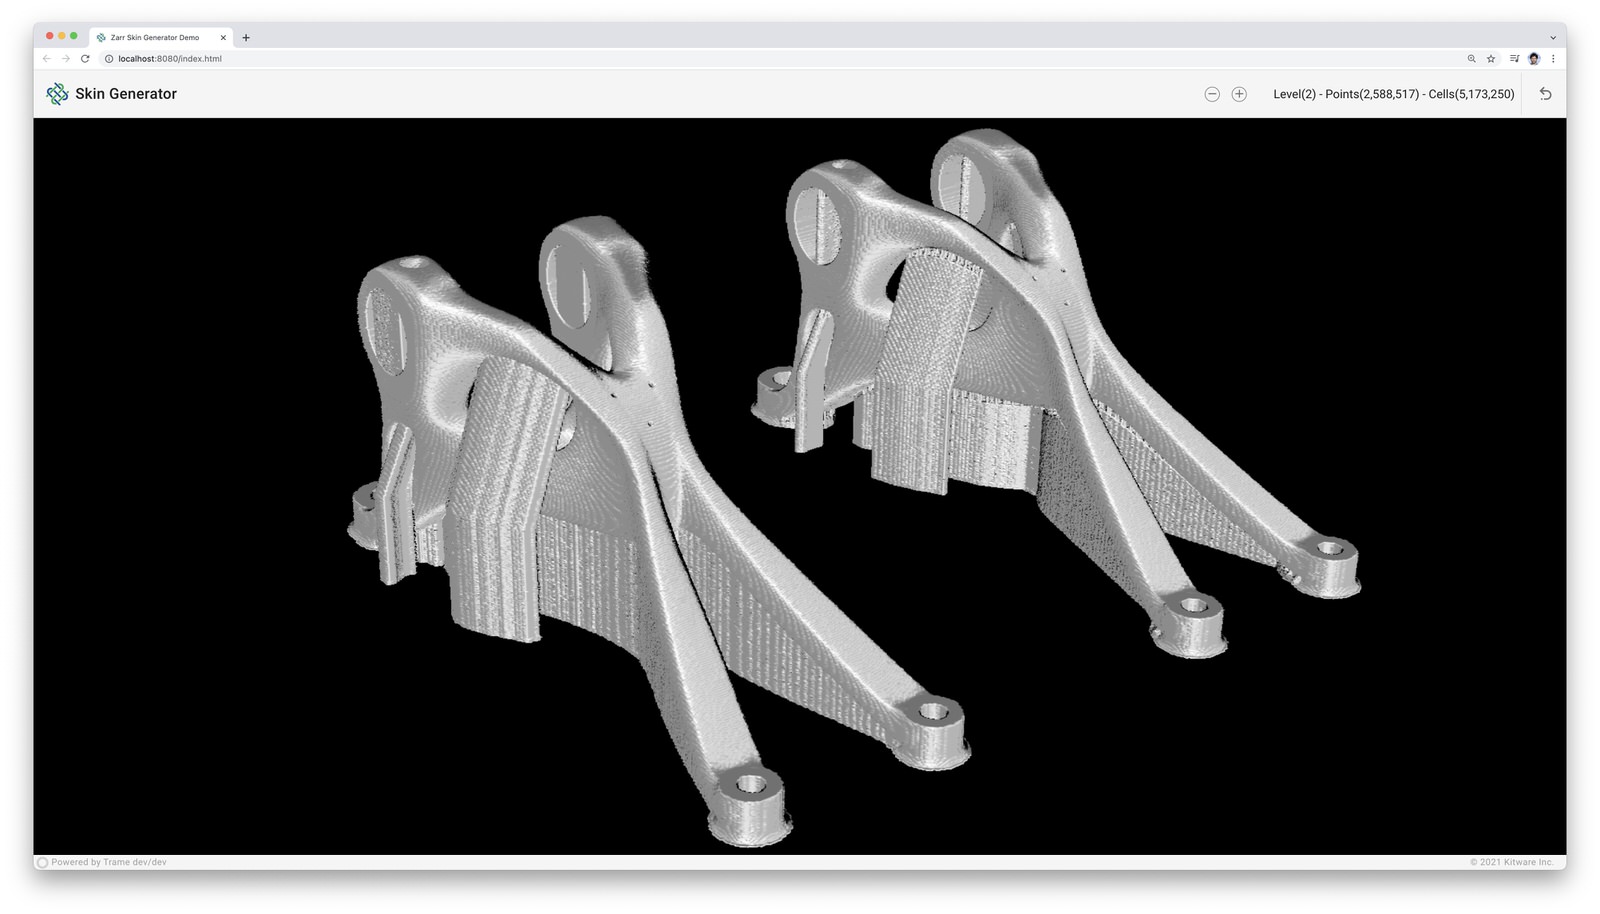 Zarr Skin Generator Demo
localhost:8080/index.html
Skin Generator
Level(2) - Points(2,588,517) - Cells(5,173,250)
Powered by Trame dev/dev
© 2021 Kitware Inc.